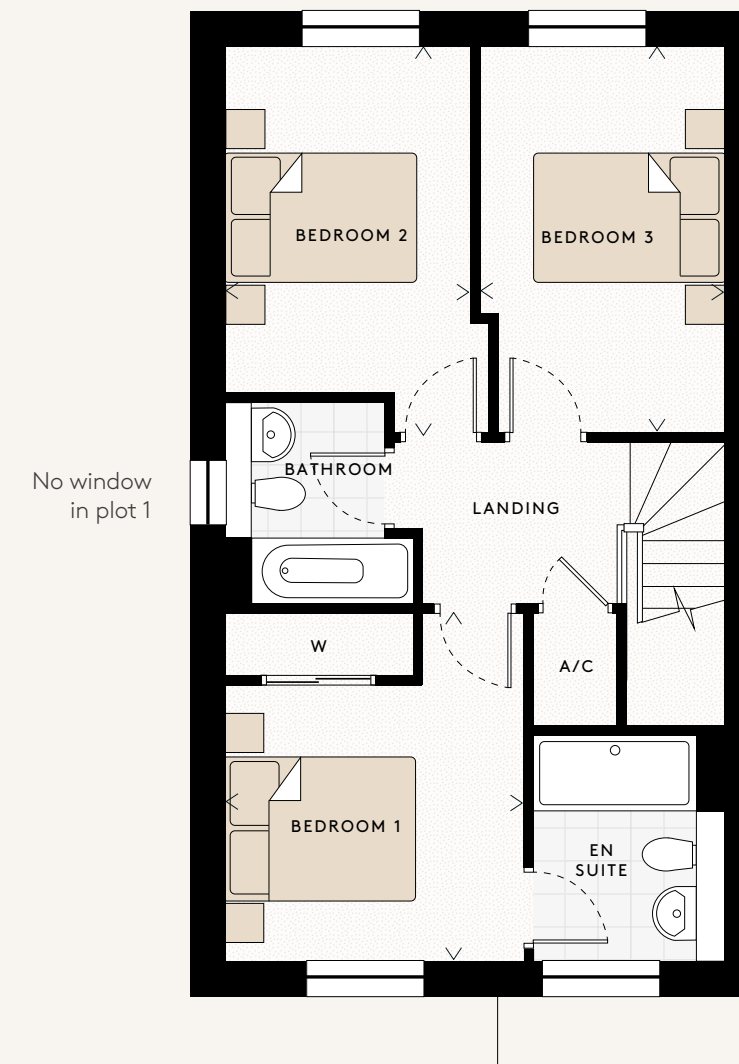 BEDROOM 2
BEDROOM 3
No window
in plot 1
BATHROOM
LANDING
W
A/C
BEDROOM 1
EN
SUITE